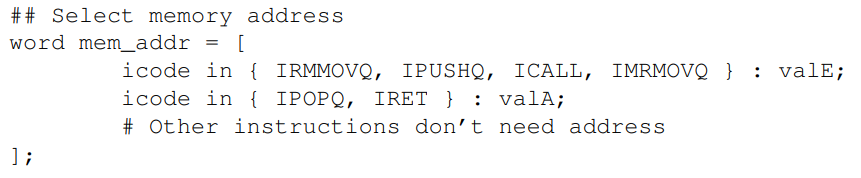 ## Select memory address
word mem_addr = [
        icode in { IRMMOVQ, IPUSHQ, ICALL, IMRMOVQ } : valE;
        icode in { IPOPQ, IRET } : valA;
        # Other instructions don’t need address
];